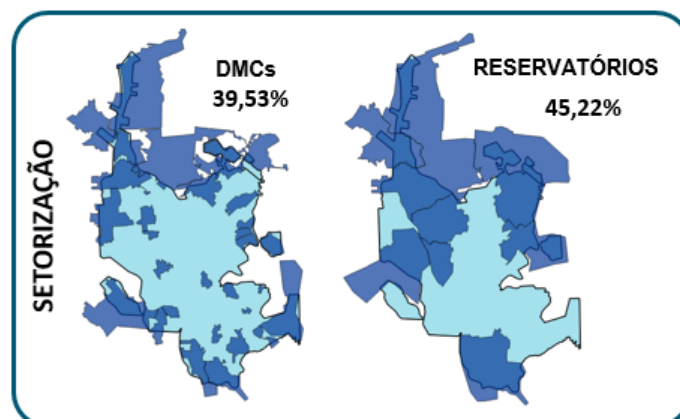 SETORIZAÇÃO
DMCs
39,53%
RESERVATÓRIOS
45,22%